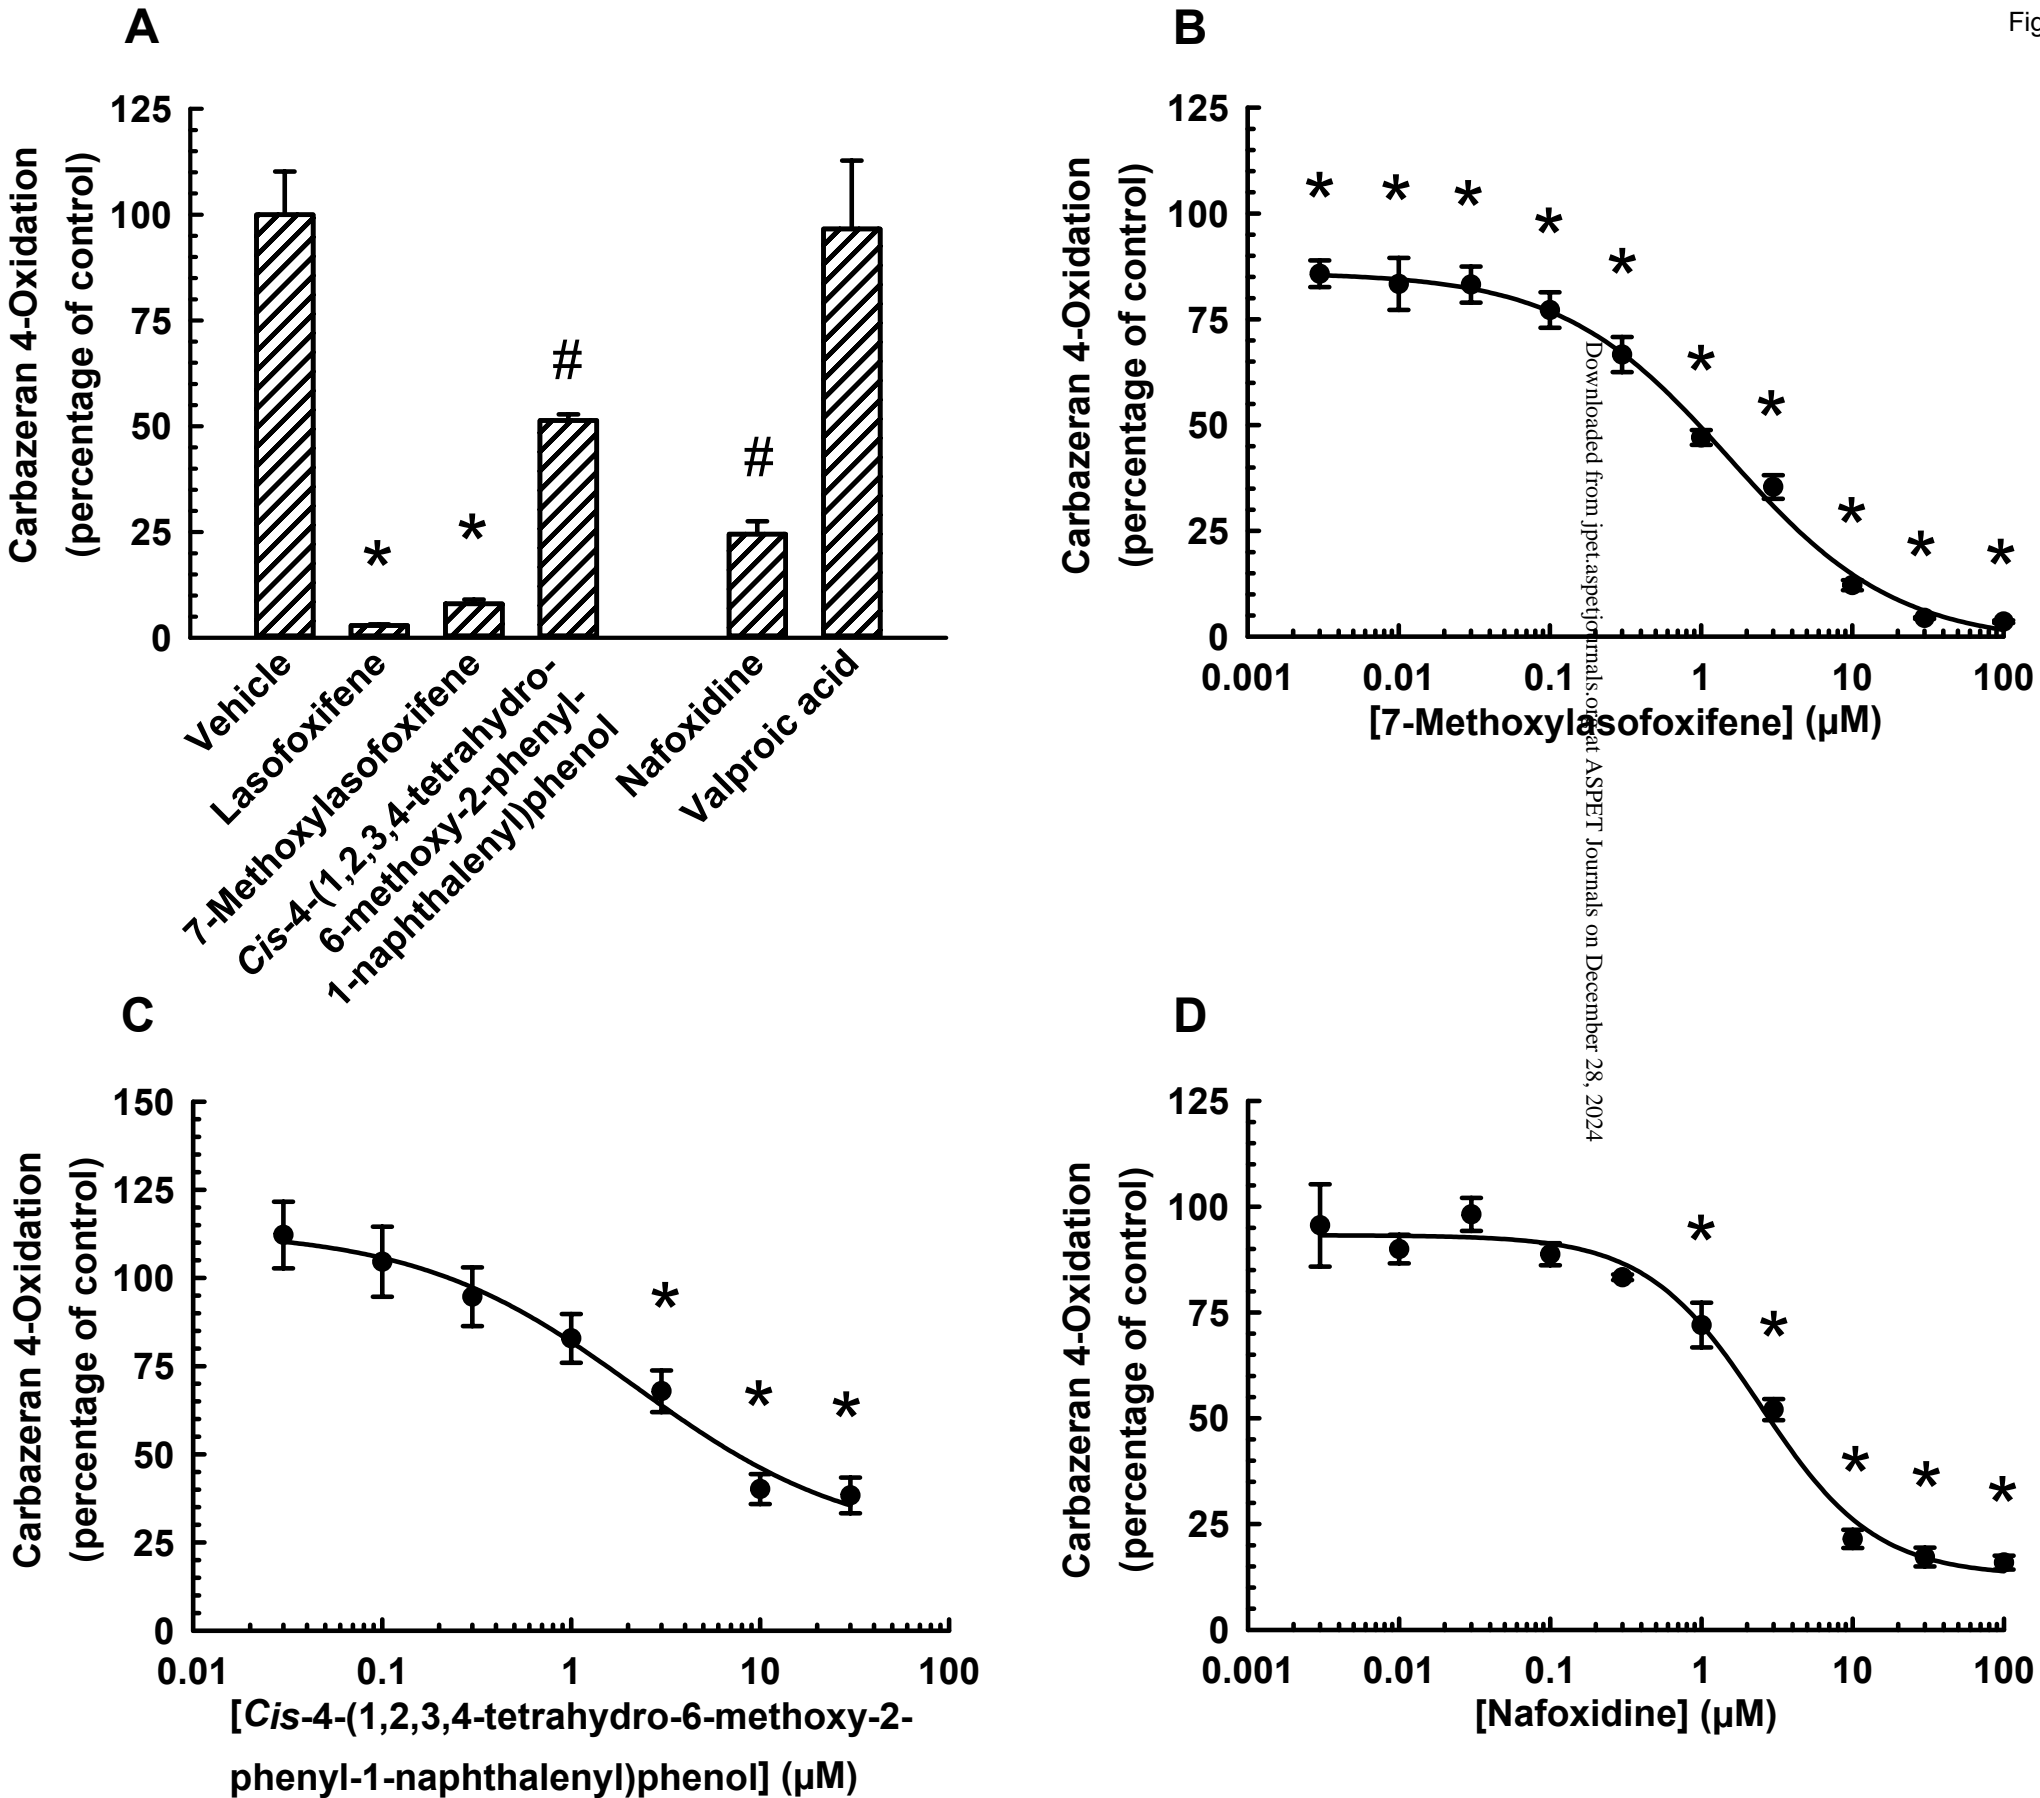 Fig
A
Carbazeran 4-Oxidation
(percentage of control)
125
100
75
50
25
0
*
*
#
#
Vehicle
Lasofoxifene
7-Methoxylasofoxifene
Cis-4-(1,2,3,4-tetrahydro-
6-methoxy-2-phenyl-
1-naphthalenyl)phenol
Nafoxidine
Valproic acid
B
Carbazeran 4-Oxidation
(percentage of control)
125
100
75
50
25
0
* * * * * * * * * *
0.001 0.01 0.1 1 10 100
[7-Methoxylasofoxifene] (µM)
Downloaded from jpet.aspetjournals.org at ASPET Journals on December 28, 2024
C
Carbazeran 4-Oxidation
(percentage of control)
150
125
100
75
50
25
0
* * *
0.01 0.1 1 10 100
[Cis-4-(1,2,3,4-tetrahydro-6-methoxy-2-
phenyl-1-naphthalenyl)phenol] (µM)
D
Carbazeran 4-Oxidation
(percentage of control)
125
100
75
50
25
0
* * * * *
0.001 0.01 0.1 1 10 100
[Nafoxidine] (µM)